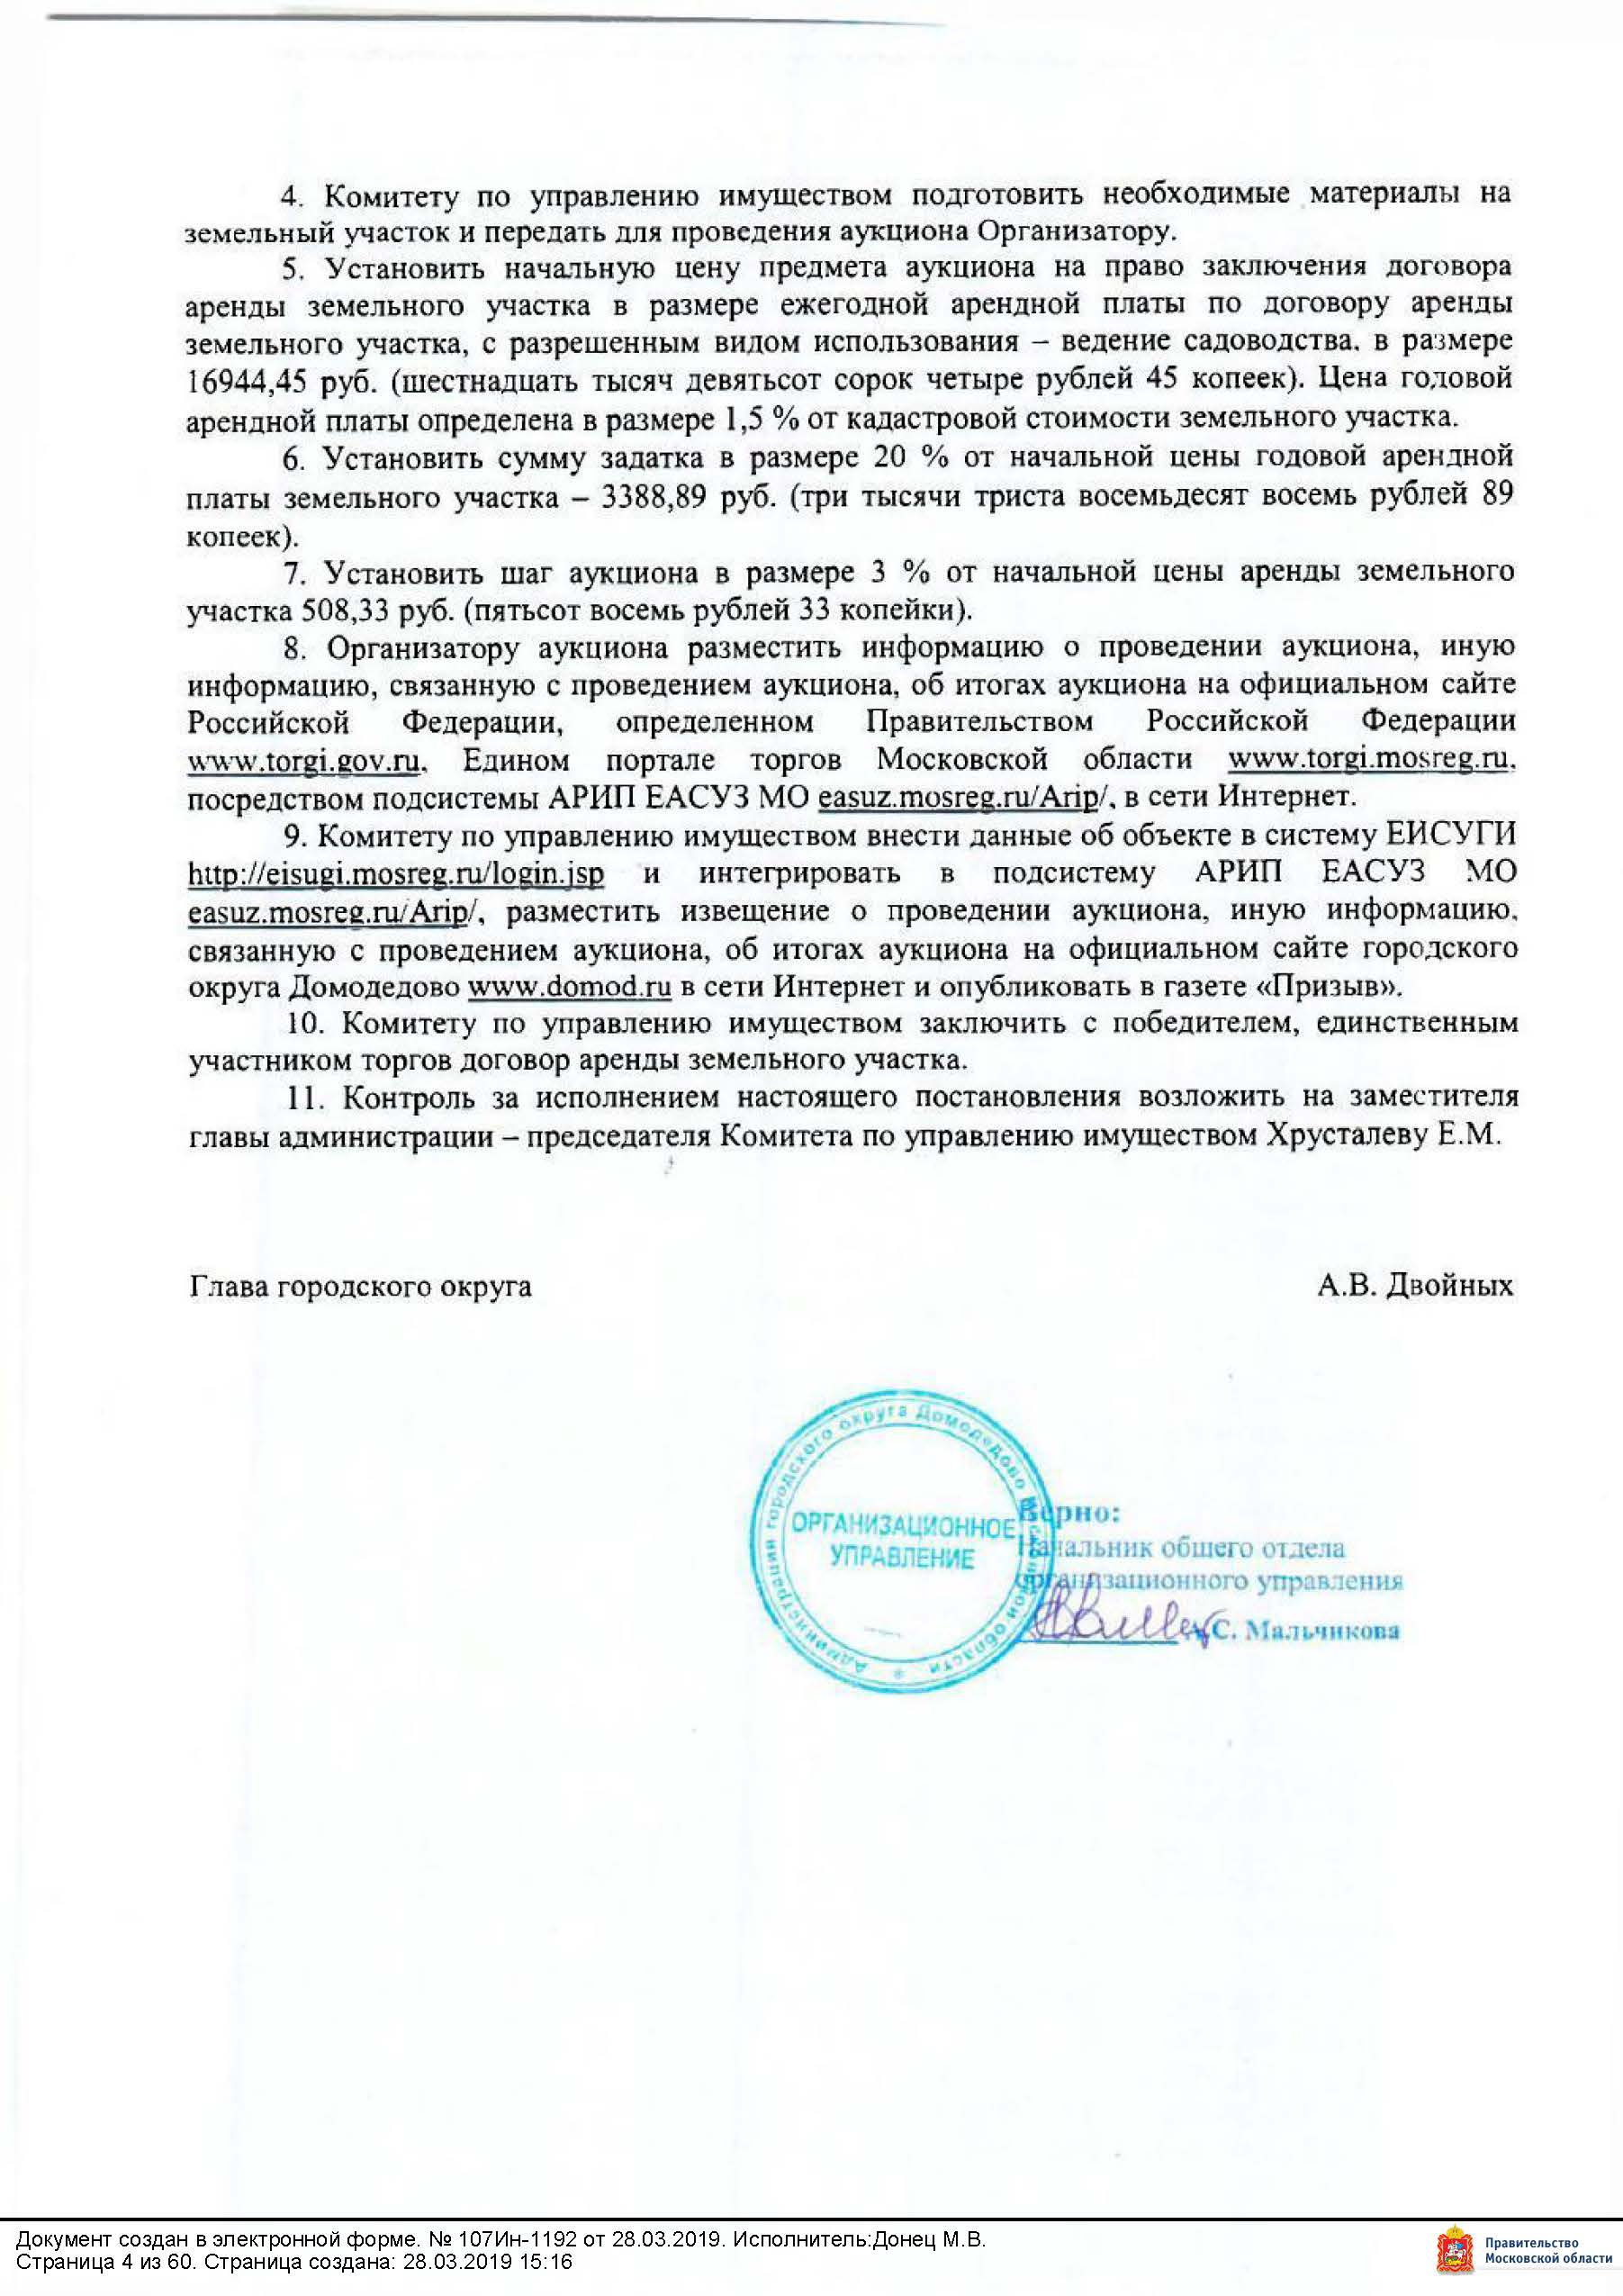 4. Комитету по управлению имуществом подготовить необходимые материалы на
земельный участок и передать для проведения аукциона Организатору.
5. Установить начальную цену предмета аукциона на право заключения договора
аренды земельного участка в размере ежегодной арендной платы по договору аренды
земельного участка, с разрешенным видом использования – ведение садоводства, в размере
16944,45 руб. (шестнадцать тысяч девятьсот сорок четыре рублей 45 копеек). Цена годовой
арендной платы определена в размере 1,5 % от кадастровой стоимости земельного участка.
6. Установить сумму задатка в размере 20 % от начальной цены годовой арендной
платы земельного участка – 3388,89 руб. (три тысячи триста восемьдесят восемь рублей 89
копеек).
7. Установить шаг аукциона в размере 3 % от начальной цены аренды земельного
участка 508,33 руб. (пятьсот восемь рублей 33 копейки).
8. Организатору аукциона разместить информацию о проведении аукциона, иную
информацию, связанную с проведением аукциона, об итогах аукциона на официальном сайте
Российской Федерации, определенном Правительством Российской Федерации
www.torgi.gov.ru, Едином портале торгов Московской области www.torgi.mosreg.ru,
посредством подсистемы АРИП ЕАСУЗ МО easuz.mosreg.ru/Arip/, в сети Интернет.
9. Комитету по управлению имуществом внести данные об объекте в систему ЕИСУГИ
http://eisugi.mosreg.ru/login.jsp и интегрировать в подсистему АРИП ЕАСУЗ МО
easuz.mosreg.ru/Arip/, разместить извещение о проведении аукциона, иную информацию,
связанную с проведением аукциона, об итогах аукциона на официальном сайте городского
округа Домодедово www.domod.ru в сети Интернет и опубликовать в газете «Призыв».
10. Комитету по управлению имуществом заключить с победителем, единственным
участником торгов договор аренды земельного участка.
11. Контроль за исполнением настоящего постановления возложить на заместителя
главы администрации – председателя Комитета по управлению имуществом Хрусталеву Е.М.
Глава городского округа А.В. Двойных
Администрация городского округа Домодедово Московской области
ОРГАНИЗАЦИОННОЕ
УПРАВЛЕНИЕ
Верно:
Начальник общего отдела
организационного управления
С. Мальчикова
Документ создан в электронной форме. № 107Ин-1192 от 28.03.2019. Исполнитель:Донец М.В.
Страница 4 из 60. Страница создана: 28.03.2019 15:16
Правительство
Московской области